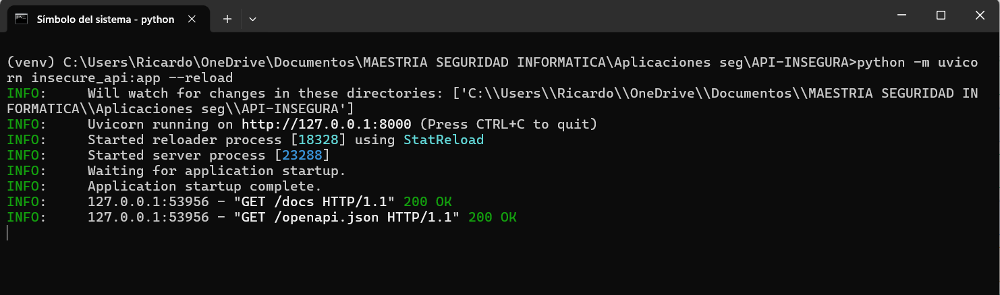 Símbolo del sistema - python
(venv) C:\Users\Ricardo\OneDrive\Documentos\MAESTRIA SEGURIDAD INFORMATICA\Aplicaciones seg\API-INSEGURA>python -m uvico
rn insecure_api:app --reload
INFO:     Will watch for changes in these directories: ['C:\\Users\\Ricardo\\OneDrive\\Documentos\\MAESTRIA SEGURIDAD IN
FORMATICA\\Aplicaciones seg\\API-INSEGURA']
INFO:     Uvicorn running on http://127.0.0.1:8000 (Press CTRL+C to quit)
INFO:     Started reloader process [18328] using StatReload
INFO:     Started server process [23288]
INFO:     Waiting for application startup.
INFO:     Application startup complete.
INFO:     127.0.0.1:53956 - "GET /docs HTTP/1.1" 200 OK
INFO:     127.0.0.1:53956 - "GET /openapi.json HTTP/1.1" 200 OK